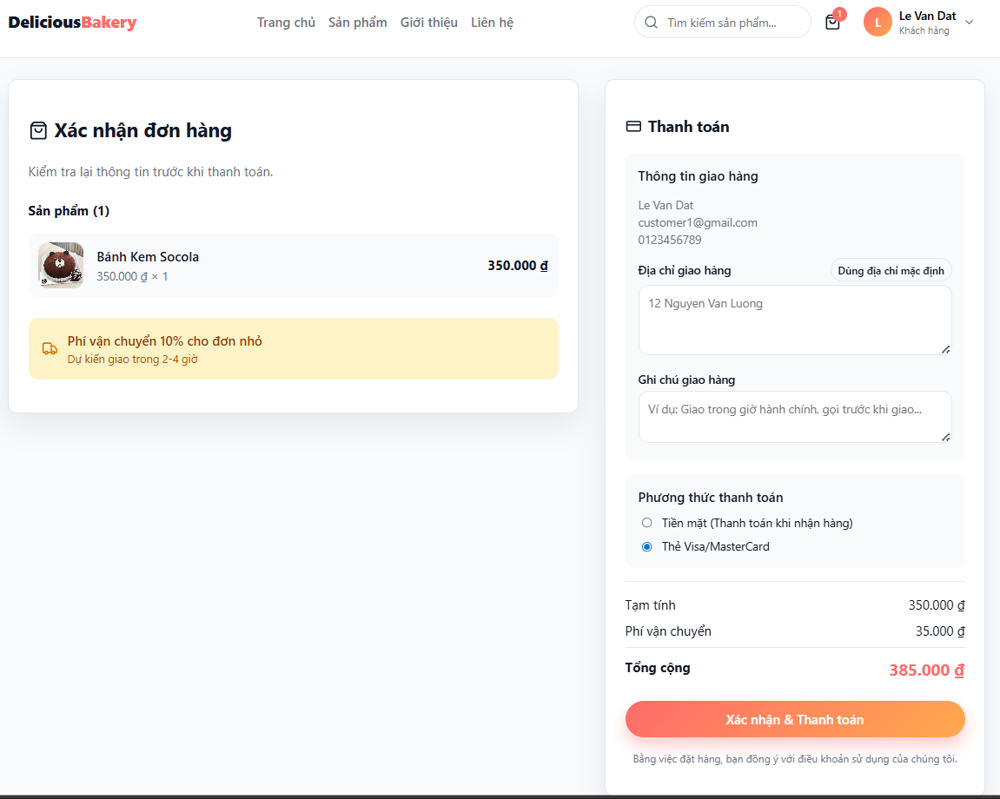 DeliciousBakery
Trang chủ Sản phẩm Giới thiệu Liên hệ
Tìm kiếm sản phẩm...
1
L
Le Van Dat
Khách hàng
Xác nhận đơn hàng
Kiểm tra lại thông tin trước khi thanh toán.
Sản phẩm (1)
Bánh Kem Socola
350.000 ₫ × 1
350.000 ₫
Phí vận chuyển 10% cho đơn nhỏ
Dự kiến giao trong 2-4 giờ
Thanh toán
Thông tin giao hàng
Le Van Dat
customer1@gmail.com
0123456789
Địa chỉ giao hàng
Dùng địa chỉ mặc định
12 Nguyen Van Luong
Ghi chú giao hàng
Ví dụ: Giao trong giờ hành chính, gọi trước khi giao...
Phương thức thanh toán
Tiền mặt (Thanh toán khi nhận hàng)
Thẻ Visa/MasterCard
Tạm tính 350.000 ₫
Phí vận chuyển 35.000 ₫
Tổng cộng 385.000 ₫
Xác nhận & Thanh toán
Bằng việc đặt hàng, bạn đồng ý với điều khoản sử dụng của chúng tôi.